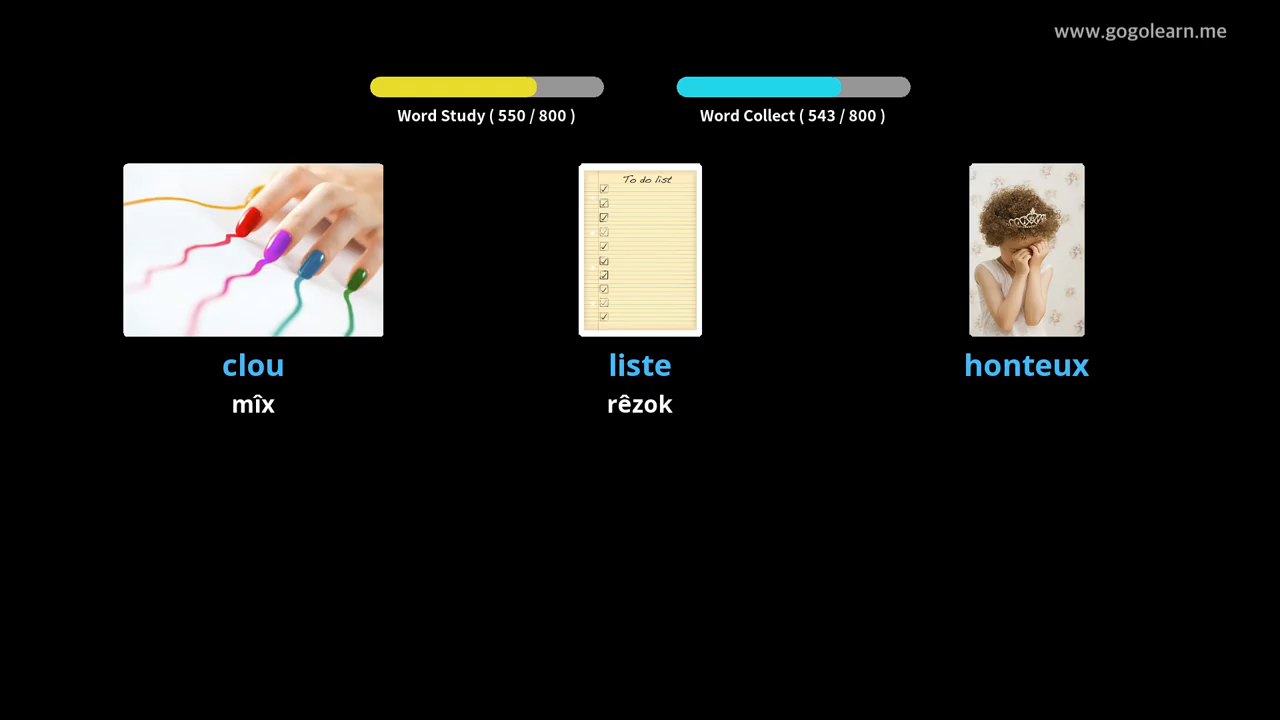 www.gogolearn.me
Word Study ( 550 / 800 )
Word Collect ( 543 / 800 )
To do list
clou
liste
honteux
mîx
rêzok